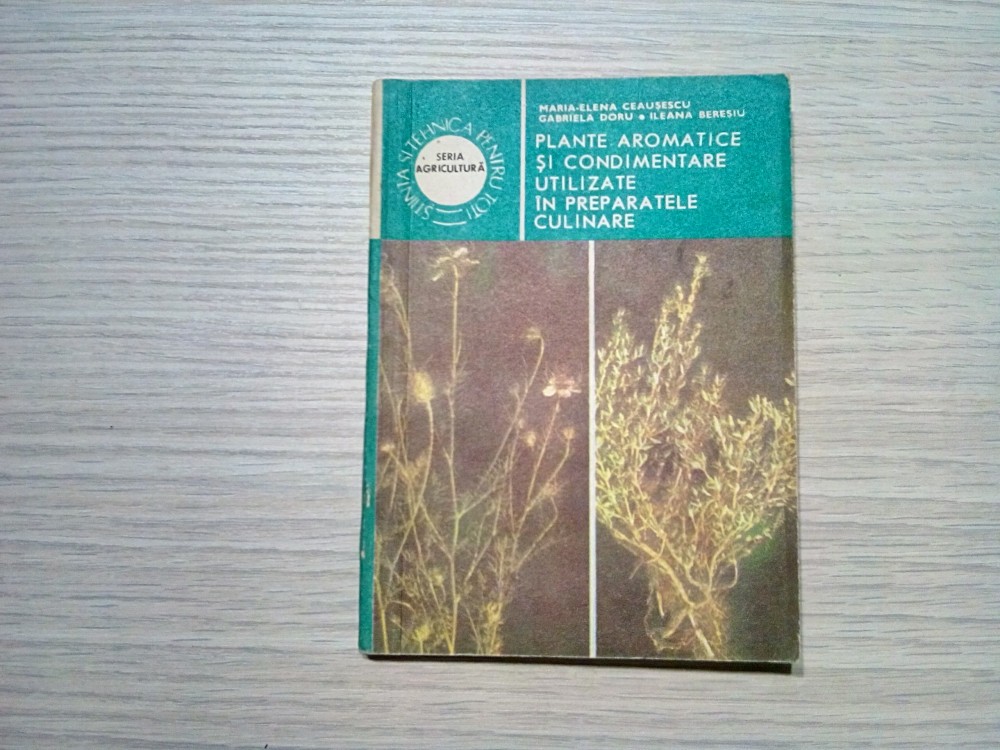 MARIA-ELENA CEAUȘESCU
GABRIELA DORU • ILEANA BEREȘIU
PLANTE AROMATICE
ȘI CONDIMENTARE
UTILIZATE
ÎN PREPARATELE
CULINARE
ȘTIINȚA ȘI TEHNICA PENTRU TOȚI
SERIA
AGRICULTURĂ